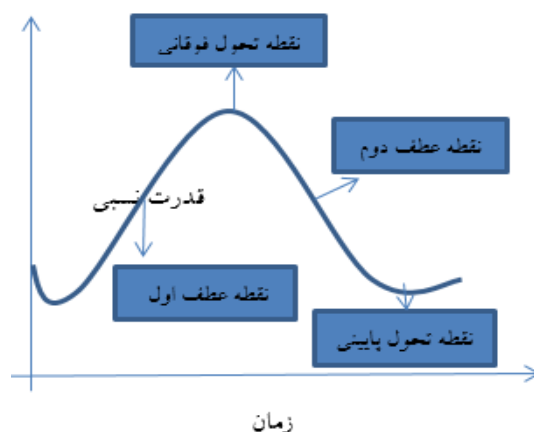 نقطه تحول فوقانی
نقطه عطف دوم
قدرت نسبی
نقطه عطف اول
نقطه تحول پایینی
زمان